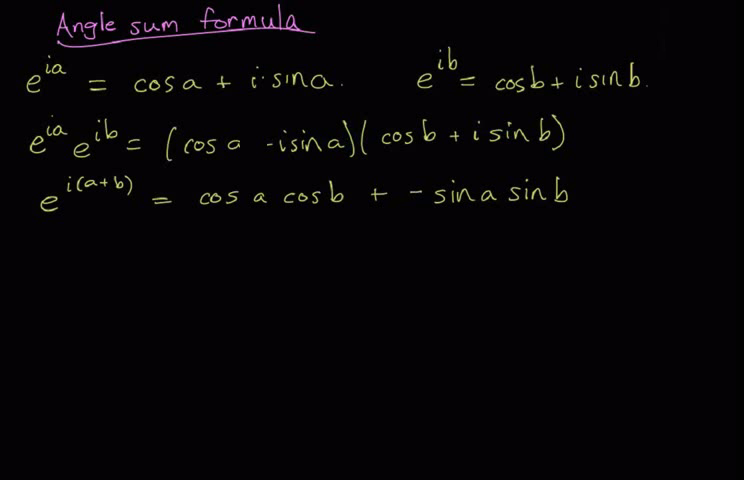 Angle sum formula
e^{ia} = cos a + i·sin a. e^{ib} = cos b + i sin b.
e^{ia} e^{ib} = (cos a - i sin a)(cos b + i sin b)
e^{i(a+b)} = cos a cos b + - sin a sin b